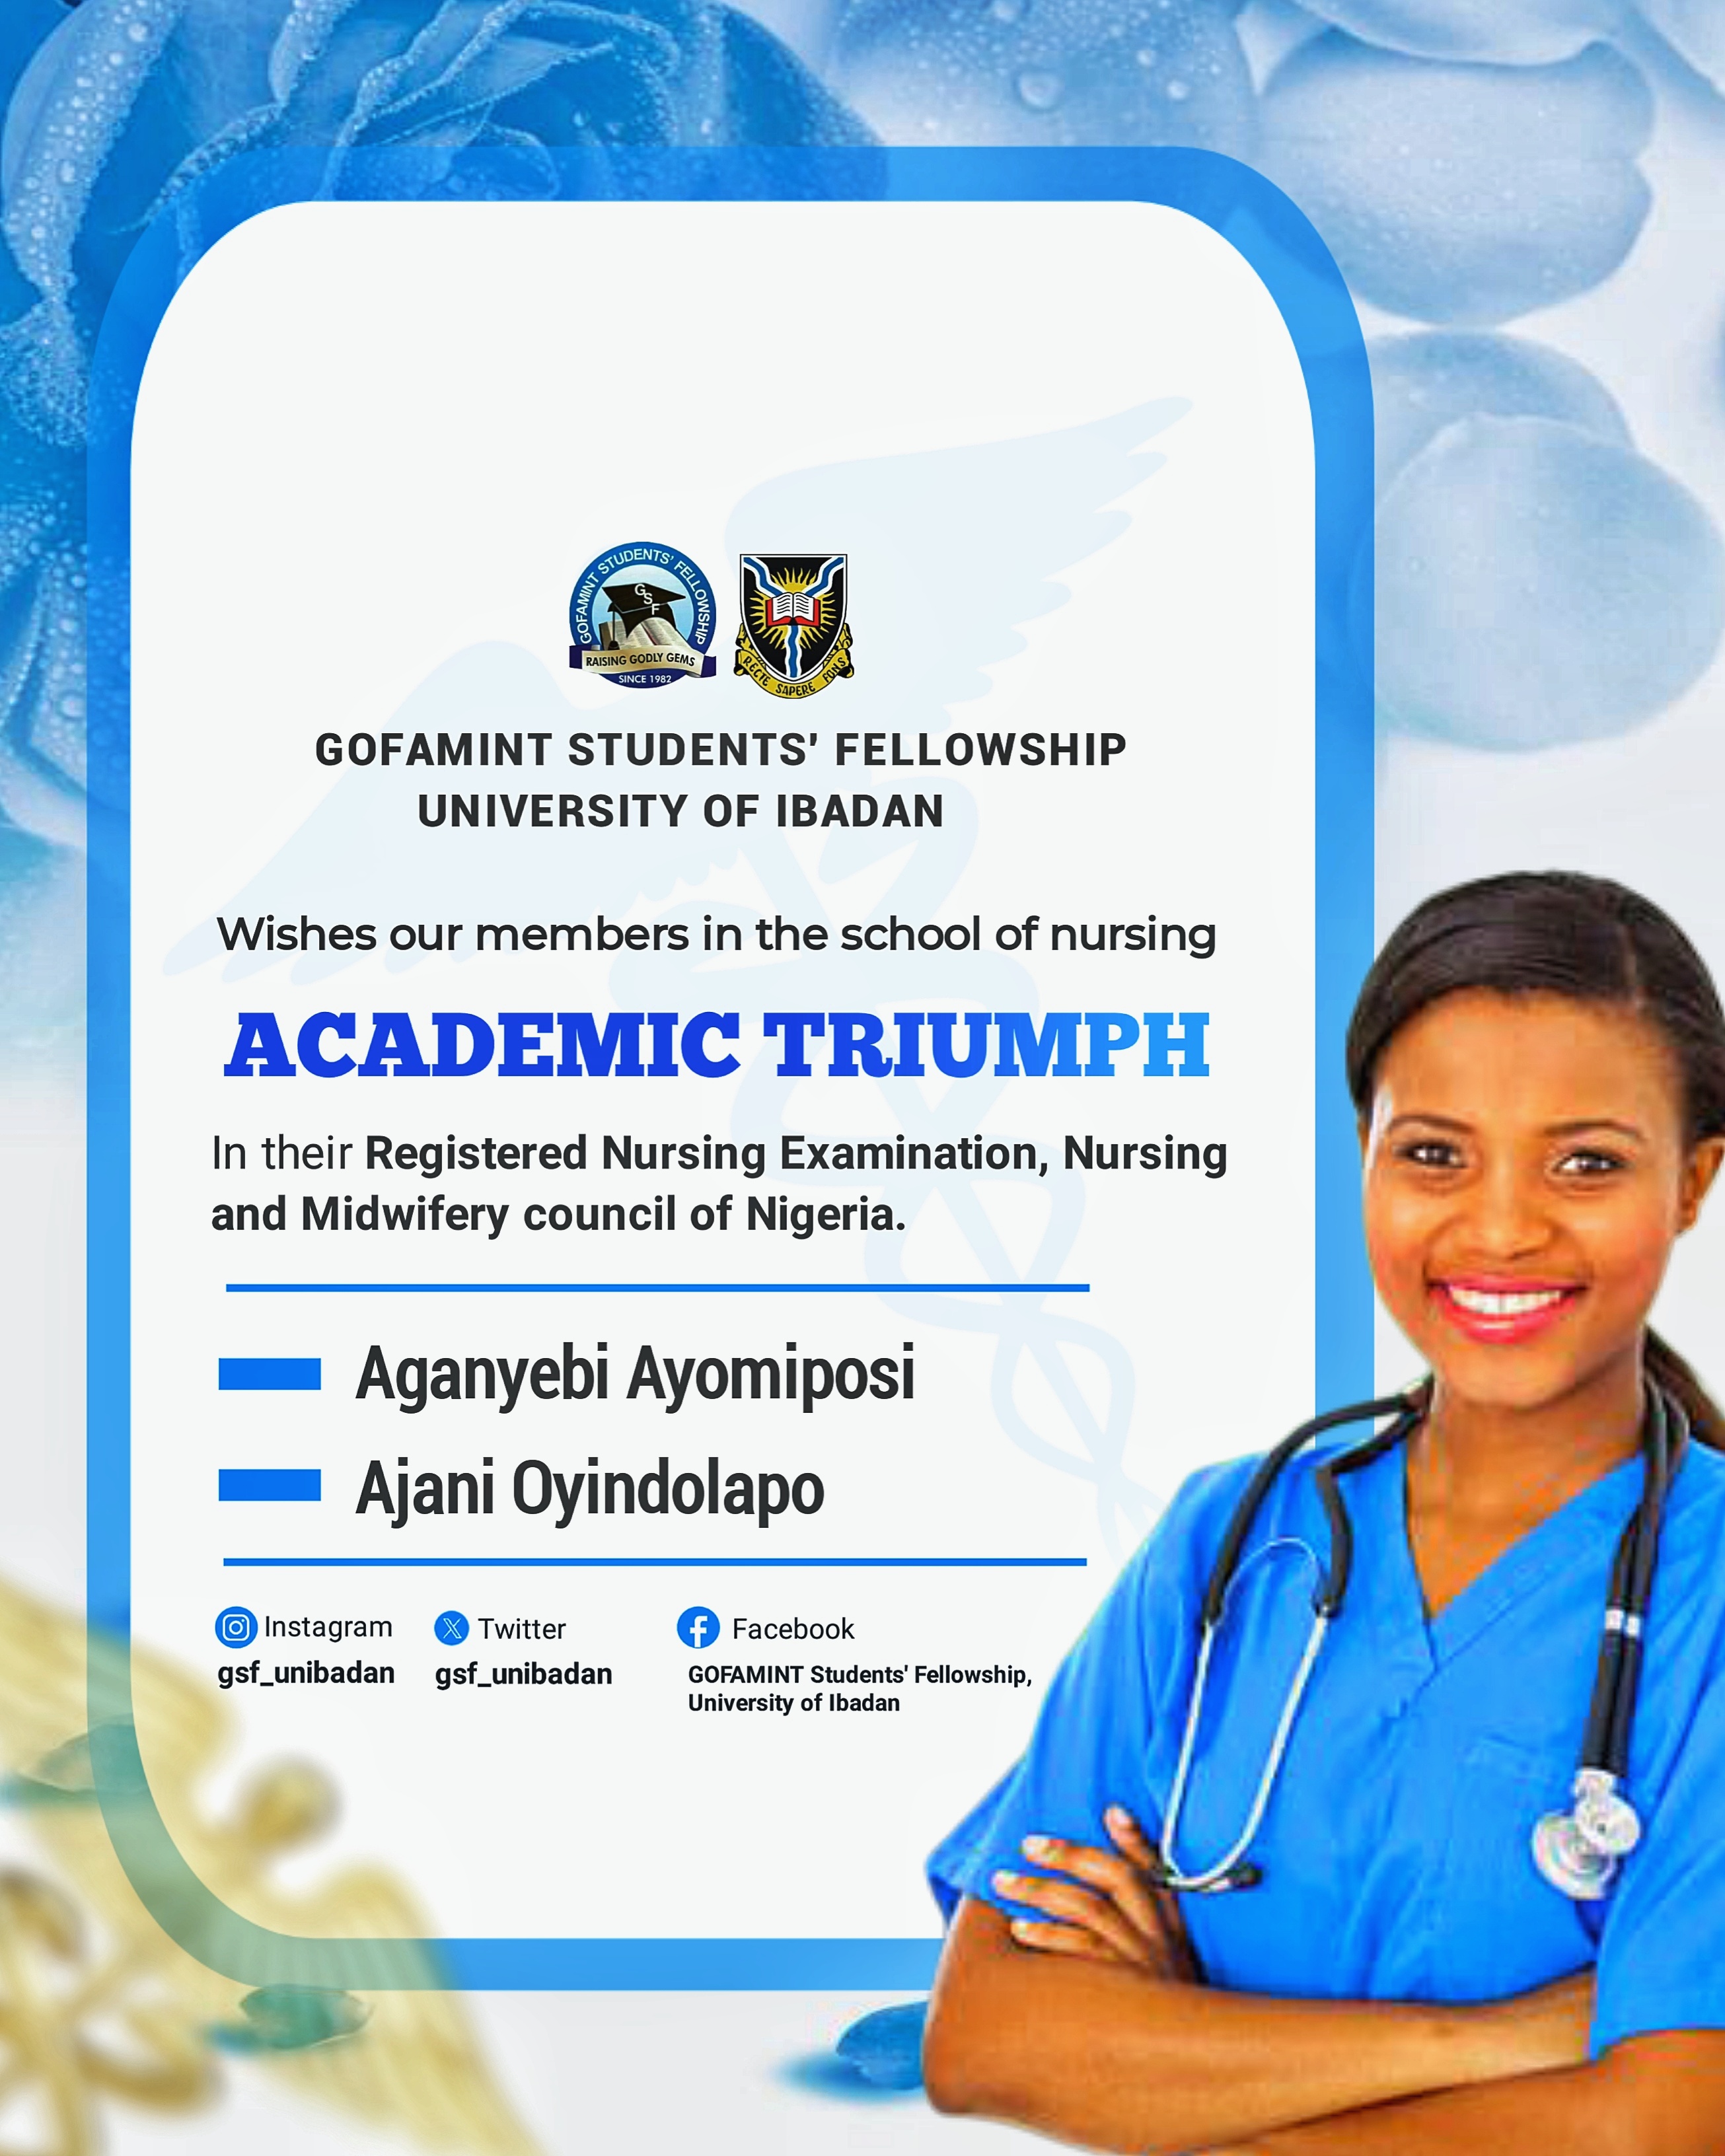 GOFAMINT STUDENTS' FELLOWSHIP
GSF
RAISING GODLY GEMS
SINCE 1982
RECTE SAPERE FONS
GOFAMINT STUDENTS' FELLOWSHIP
UNIVERSITY OF IBADAN
Wishes our members in the school of nursing
ACADEMIC TRIUMPH
In their Registered Nursing Examination, Nursing
and Midwifery council of Nigeria.
Aganyebi Ayomiposi
Ajani Oyindolapo
Instagram Twitter Facebook
gsf_unibadan gsf_unibadan GOFAMINT Students' Fellowship,
University of Ibadan